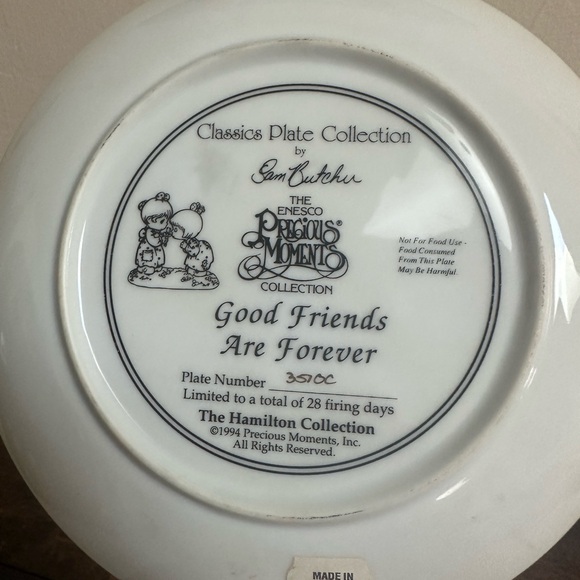 Classics Plate Collection
by
Sam Butcher
THE
ENESCO
PRECIOUS®
MOMENTS
COLLECTION
Not For Food Use -
Food Consumed
From This Plate
May Be Harmful.
Good Friends
Are Forever
Plate Number 3570C
Limited to a total of 28 firing days
The Hamilton Collection
©1994 Precious Moments, Inc.
All Rights Reserved.
MADE IN